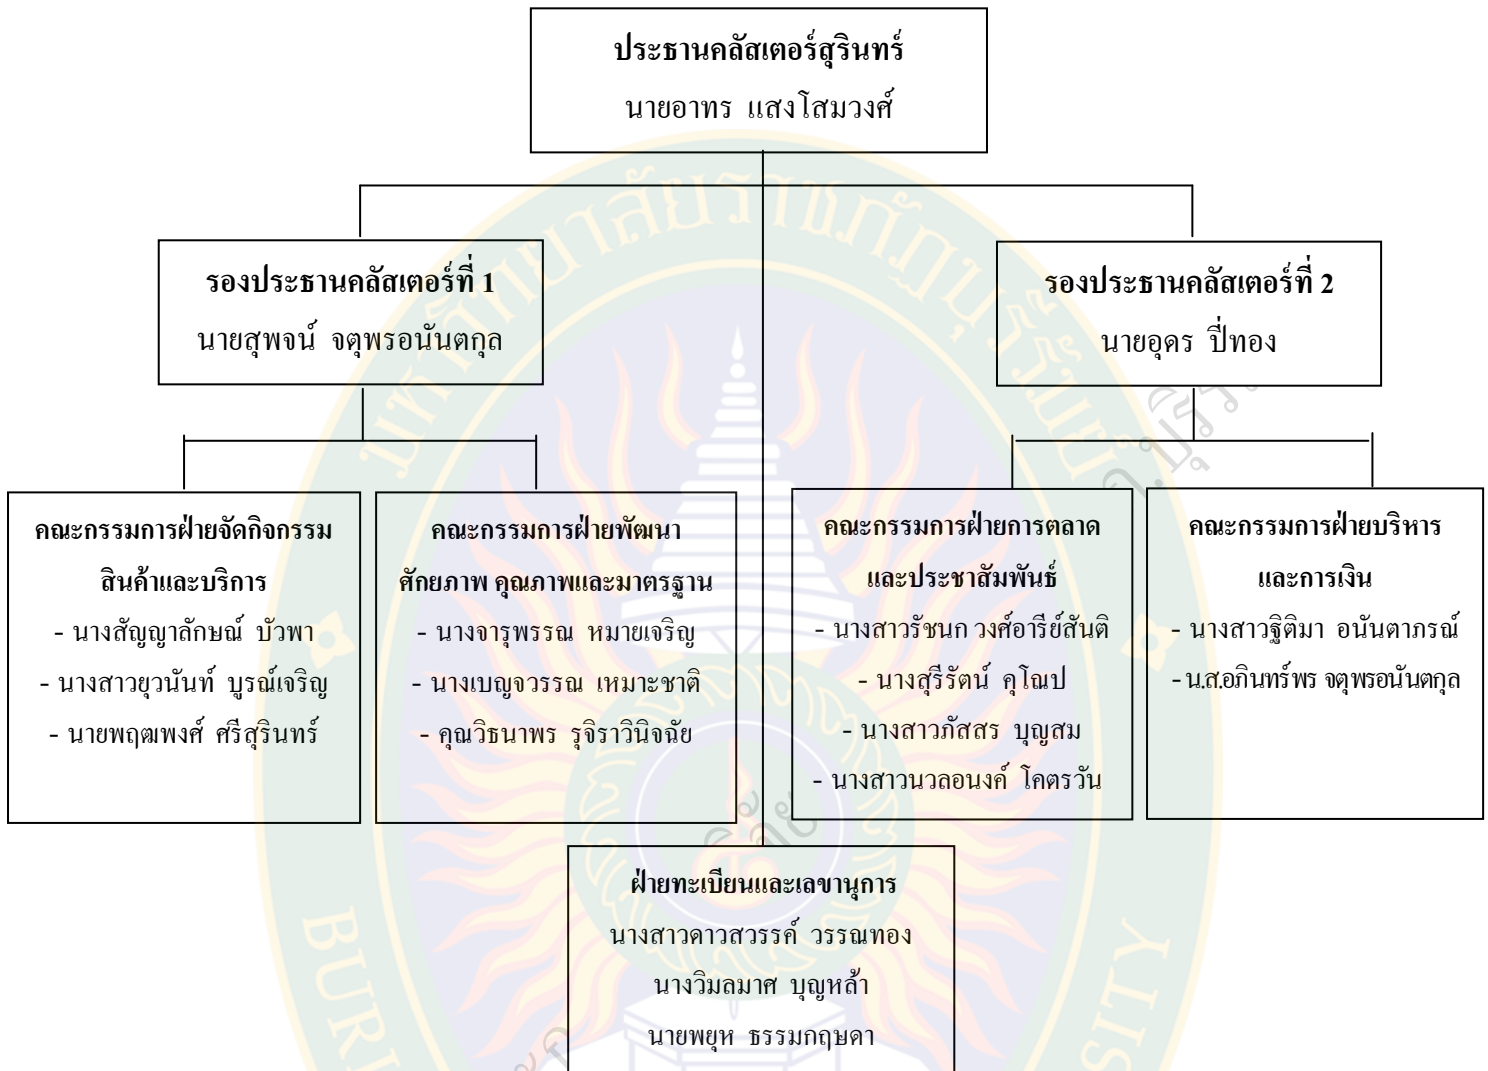 ประธานคลัสเตอร์สุรินทร์
นายอาทร แสงโสมวงศ์
รองประธานคลัสเตอร์ที่ 1
นายสุพจน์ จตุพรอนันตกุล
รองประธานคลัสเตอร์ที่ 2
นายอุดร ปี่ทอง
คณะกรรมการฝ่ายจัดกิจกรรม
สินค้าและบริการ
- นางสัญญาลักษณ์ บัวพา
- นางสาวยุวนันท์ บูรณ์เจริญ
- นายพฤฒพงศ์ ศรีสุรินทร์
คณะกรรมการฝ่ายพัฒนา
ศักยภาพ คุณภาพและมาตรฐาน
- นางจารุพรรณ หมายเจริญ
- นางเบญจวรรณ เหมาะชาติ
- คุณวิธนาพร รุจิราวินิจฉัย
คณะกรรมการฝ่ายการตลาด
และประชาสัมพันธ์
- นางสาวรัชนก วงศ์อารีย์สันติ
- นางสุรีรัตน์ คุโณป
- นางสาวภัสสร บุญสม
- นางสาวนวลอนงค์ โคตรวัน
คณะกรรมการฝ่ายบริหาร
และการเงิน
- นางสาวฐิติมา อนันตาภรณ์
- น.ส.อภินทร์พร จตุพรอนันตกุล
ฝ่ายทะเบียนและเลขานุการ
นางสาวดาวสวรรค์ วรรณทอง
นางวิมลมาศ บุญหล้า
นายพยุห ธรรมกฤษดา
มหาวิทยาลัยราชภัฏบุรีรัมย์